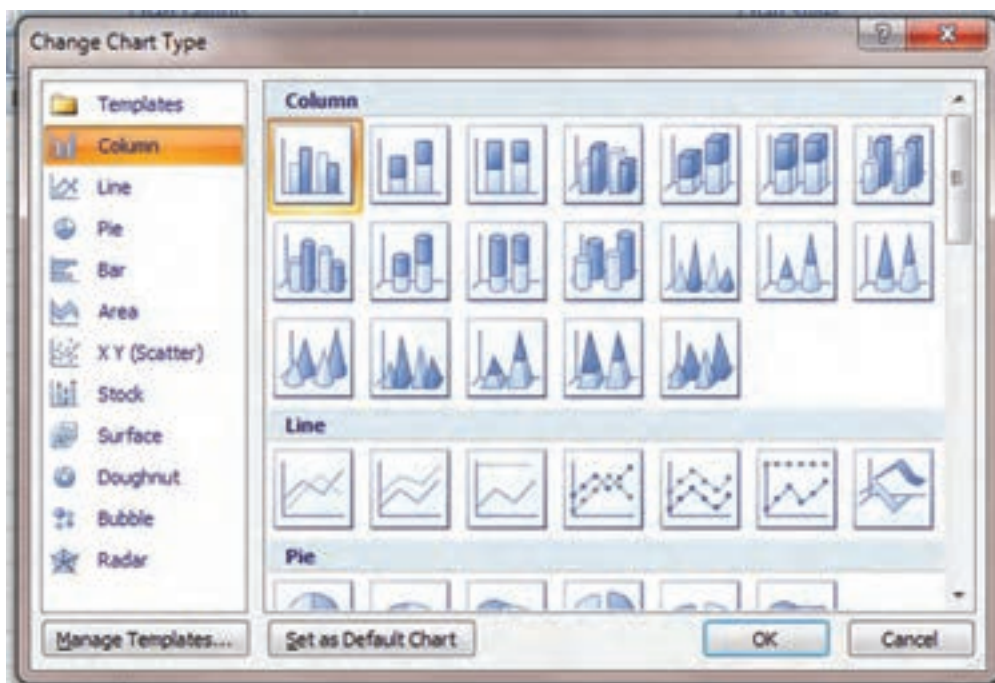 Change Chart Type
Templates
Column
Line
Pie
Bar
Area
X Y (Scatter)
Stock
Surface
Doughnut
Bubble
Radar
Column
Line
Pie
Manage Templates...
Set as Default Chart
OK
Cancel